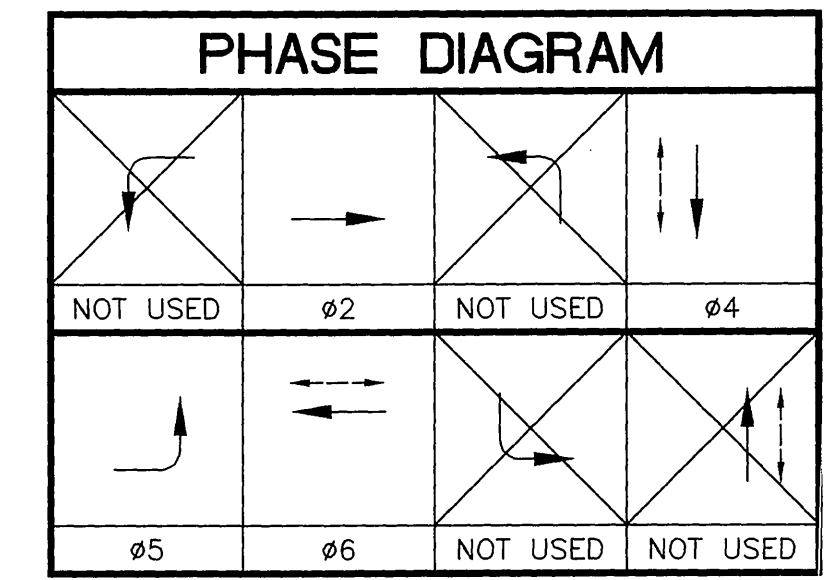 PHASE DIAGRAM
NOT USED ø2 NOT USED ø4
ø5 ø6 NOT USED NOT USED